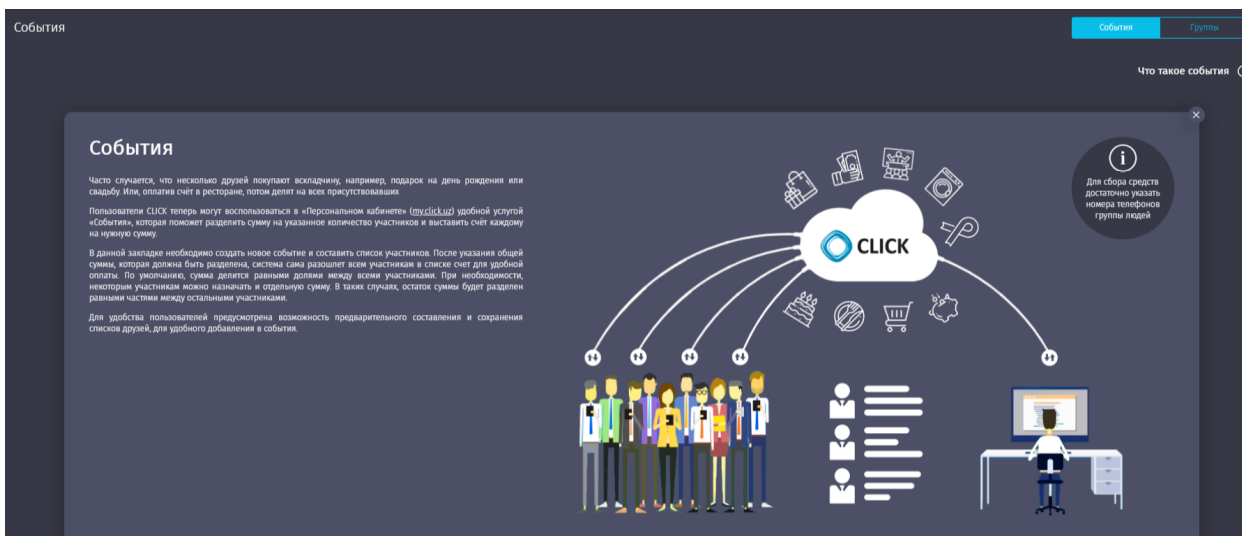 События
События
Группы
Что такое события
События
Часто случается, что несколько друзей покупают вскладчину, например, подарок на день рождения или
свадьбу. Или, оплатив счёт в ресторане, потом делят на всех присутствовавших
Пользователи CLICK теперь могут воспользоваться в «Персональном кабинете» (my.click.uz) удобной услугой
«События», которая поможет разделить сумму на указанное количество участников и выставить счёт каждому
на нужную сумму.
В данной закладке необходимо создать новое событие и составить список участников. После указания общей
суммы, которая должна быть разделена, система сама разошлет всем участникам в списке счет для удобной
оплаты. По умолчанию, сумма делится равными долями между всеми участниками. При необходимости,
некоторым участникам можно назначать и отдельную сумму. В таких случаях, остаток суммы будет разделен
равными частями между остальными участниками.
Для удобства пользователей предусмотрена возможность предварительного составления и сохранения
списков друзей, для удобного добавления в события.
CLICK
i
Для сбора средств
достаточно указать
номера телефонов
группы людей